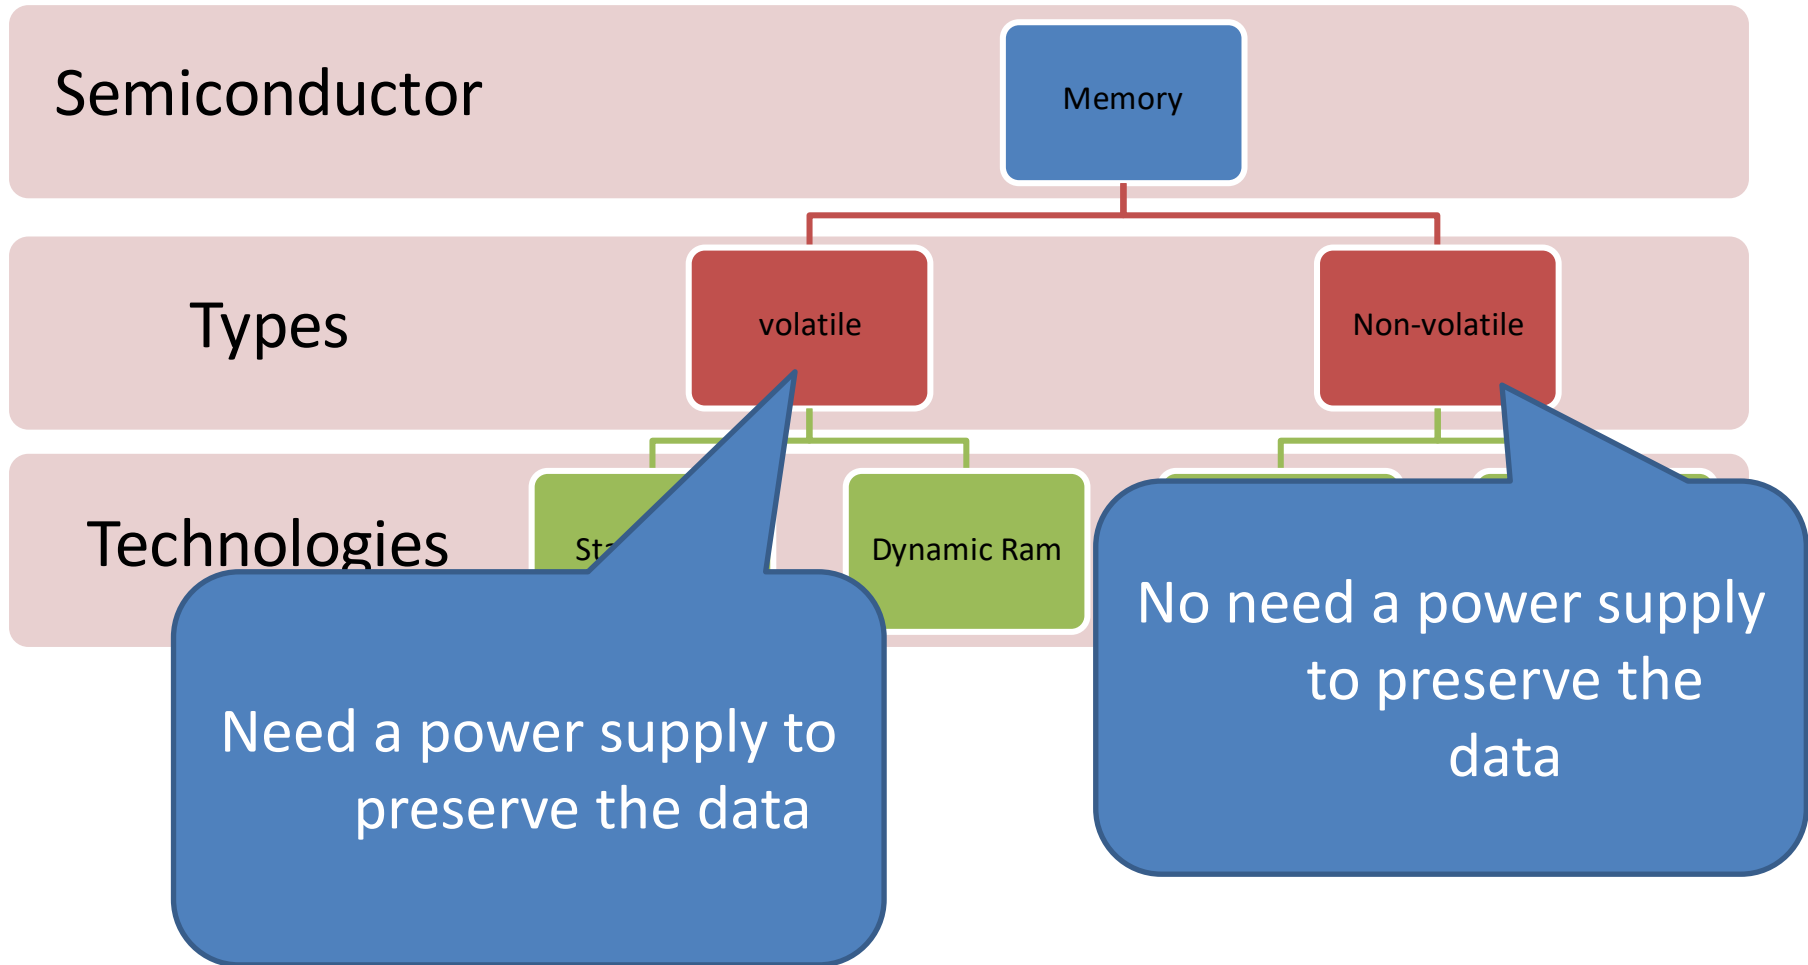 Semiconductor
Memory
Types
volatile
Non-volatile
Technologies
Dynamic Ram
Need a power supply to
preserve the data
No need a power supply
to preserve the
data